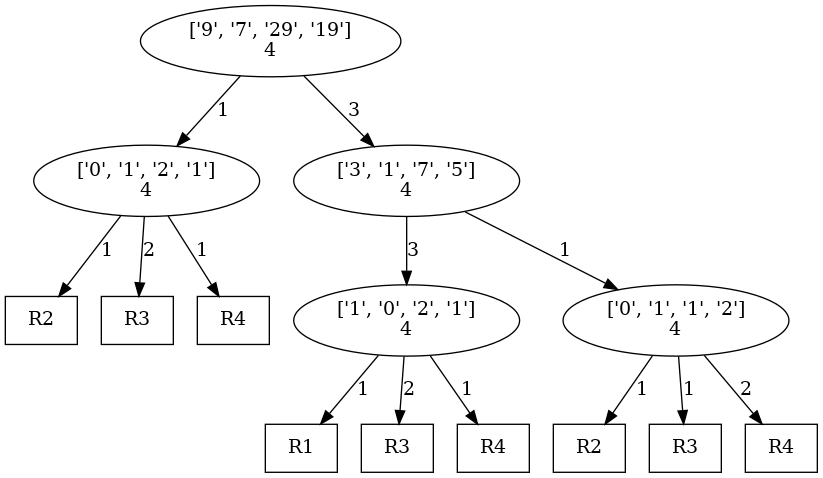 ['9', '7', '29', '19']
4
1
3
['0', '1', '2', '1']
4
['3', '1', '7', '5']
4
1
2
1
3
1
R2
R3
R4
['1', '0', '2', '1']
4
['0', '1', '1', '2']
4
1
2
1
1
1
2
R1
R3
R4
R2
R3
R4